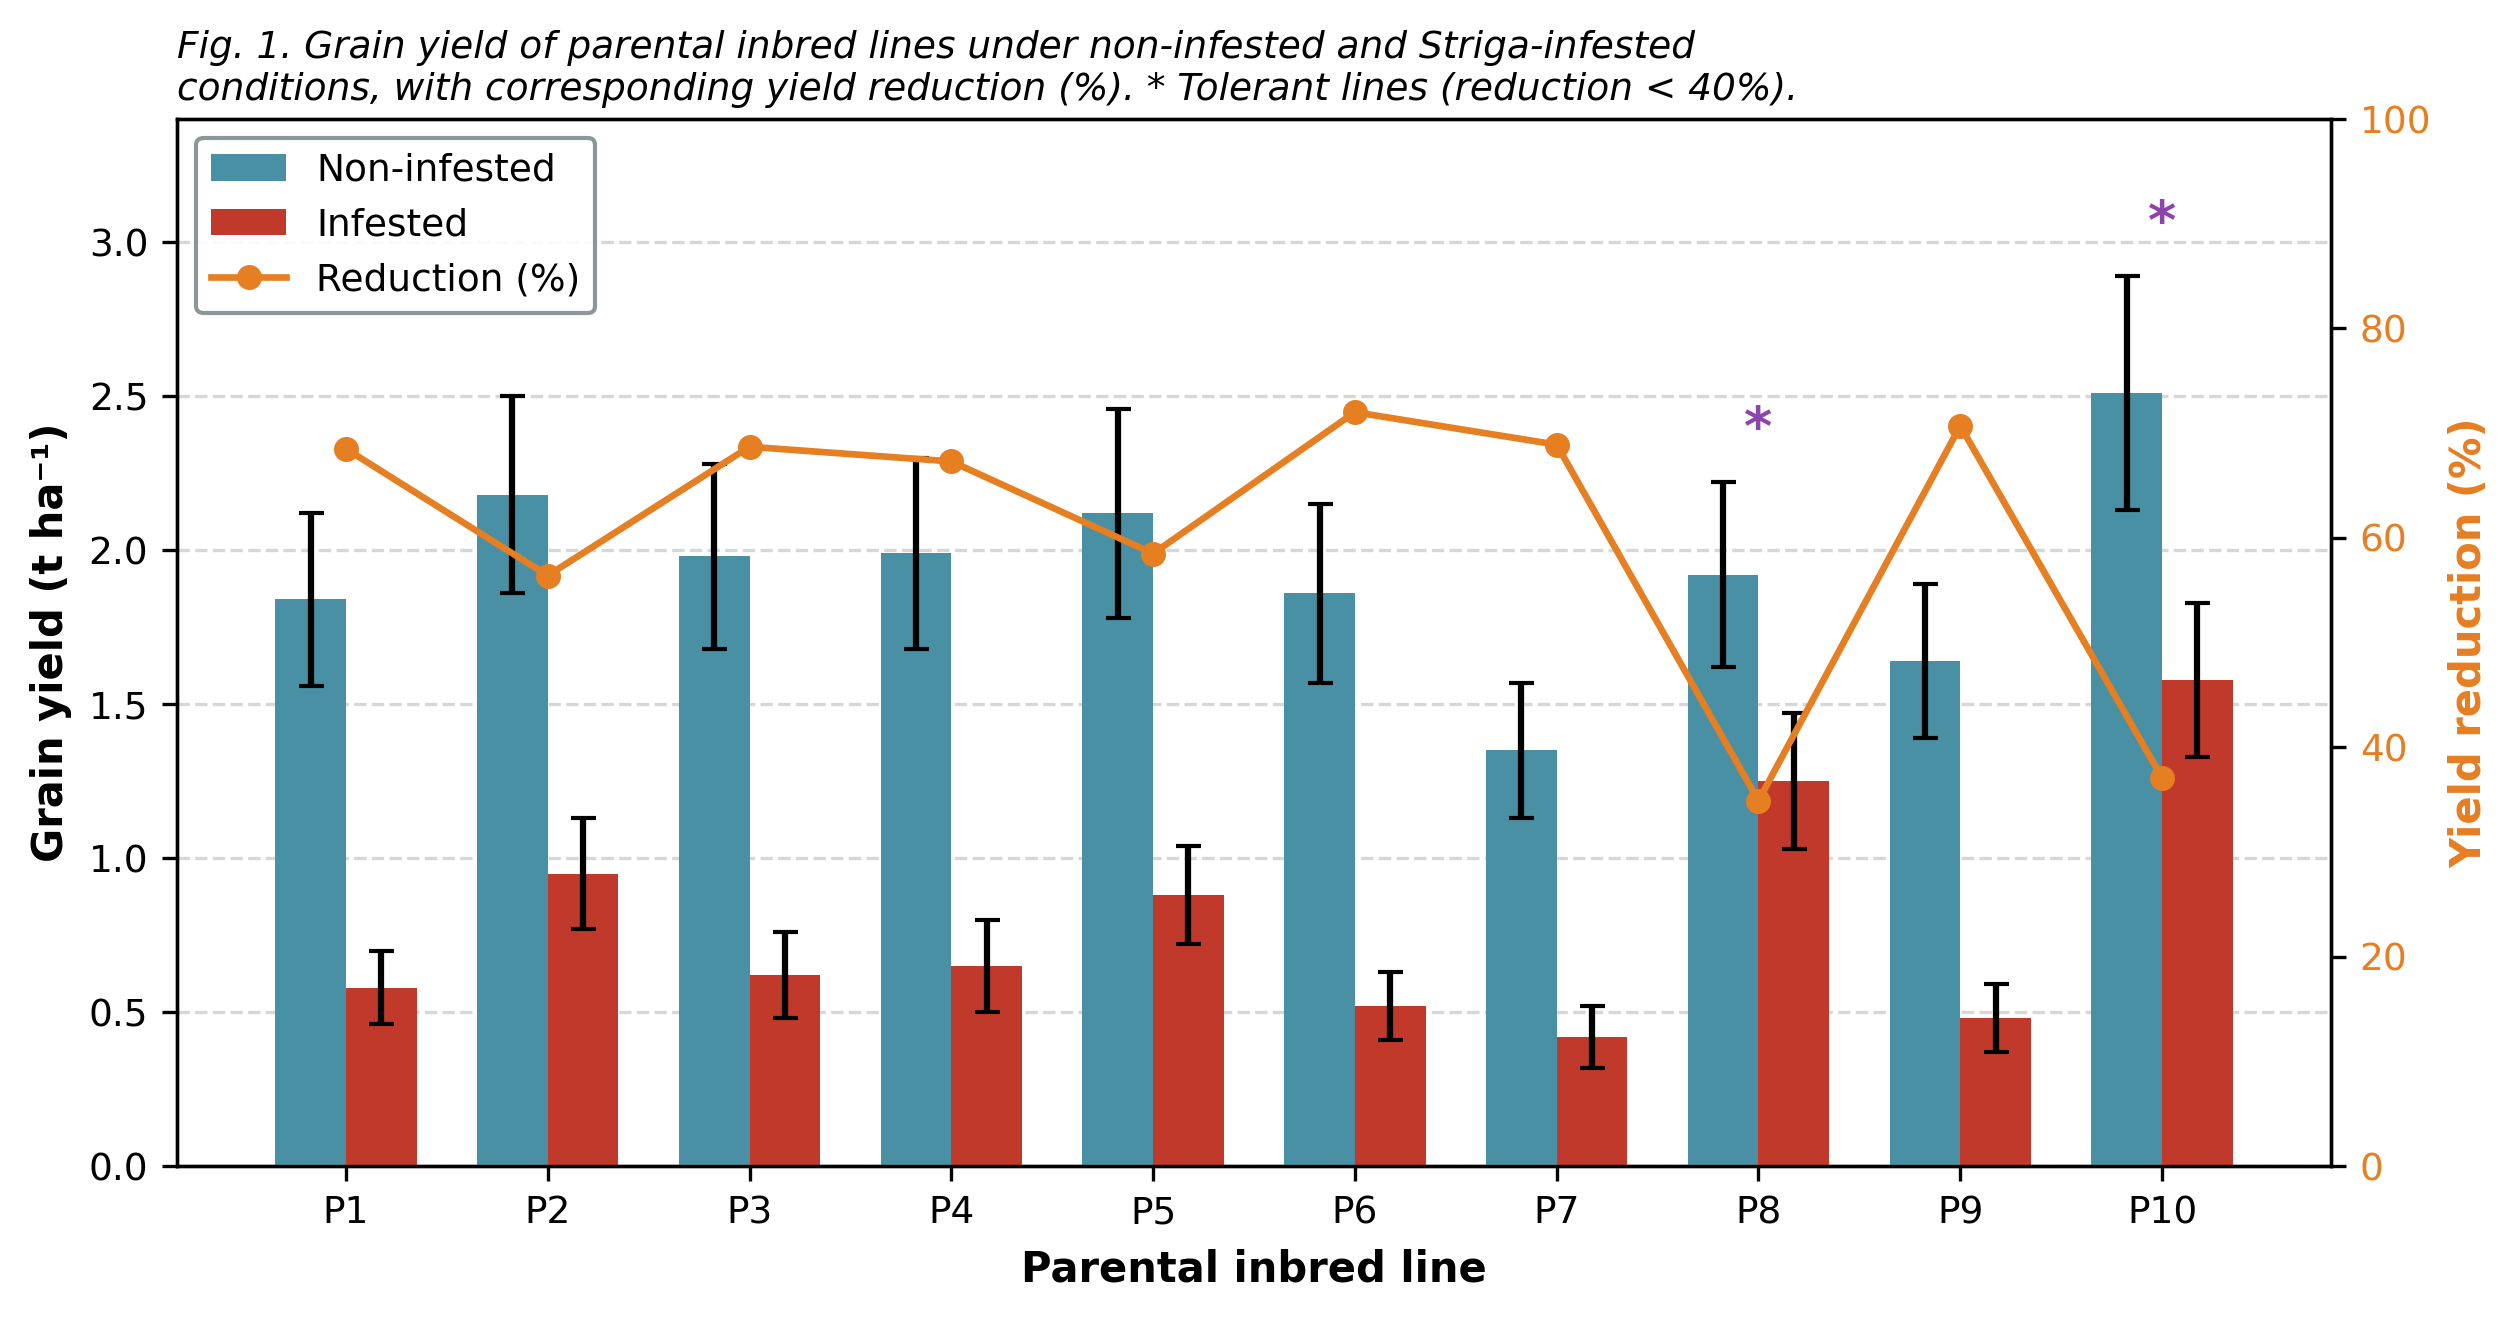 Fig. 1. Grain yield of parental inbred lines under non-infested and Striga-infested
conditions, with corresponding yield reduction (%). * Tolerant lines (reduction < 40%).
Non-infested
Infested
Reduction (%)
Grain yield (t ha⁻¹)
3.0
2.5
2.0
1.5
1.0
0.5
0.0
*
*
100
80
60
40
20
0
Yield reduction (%)
P1 P2 P3 P4 P5 P6 P7 P8 P9 P10
Parental inbred line